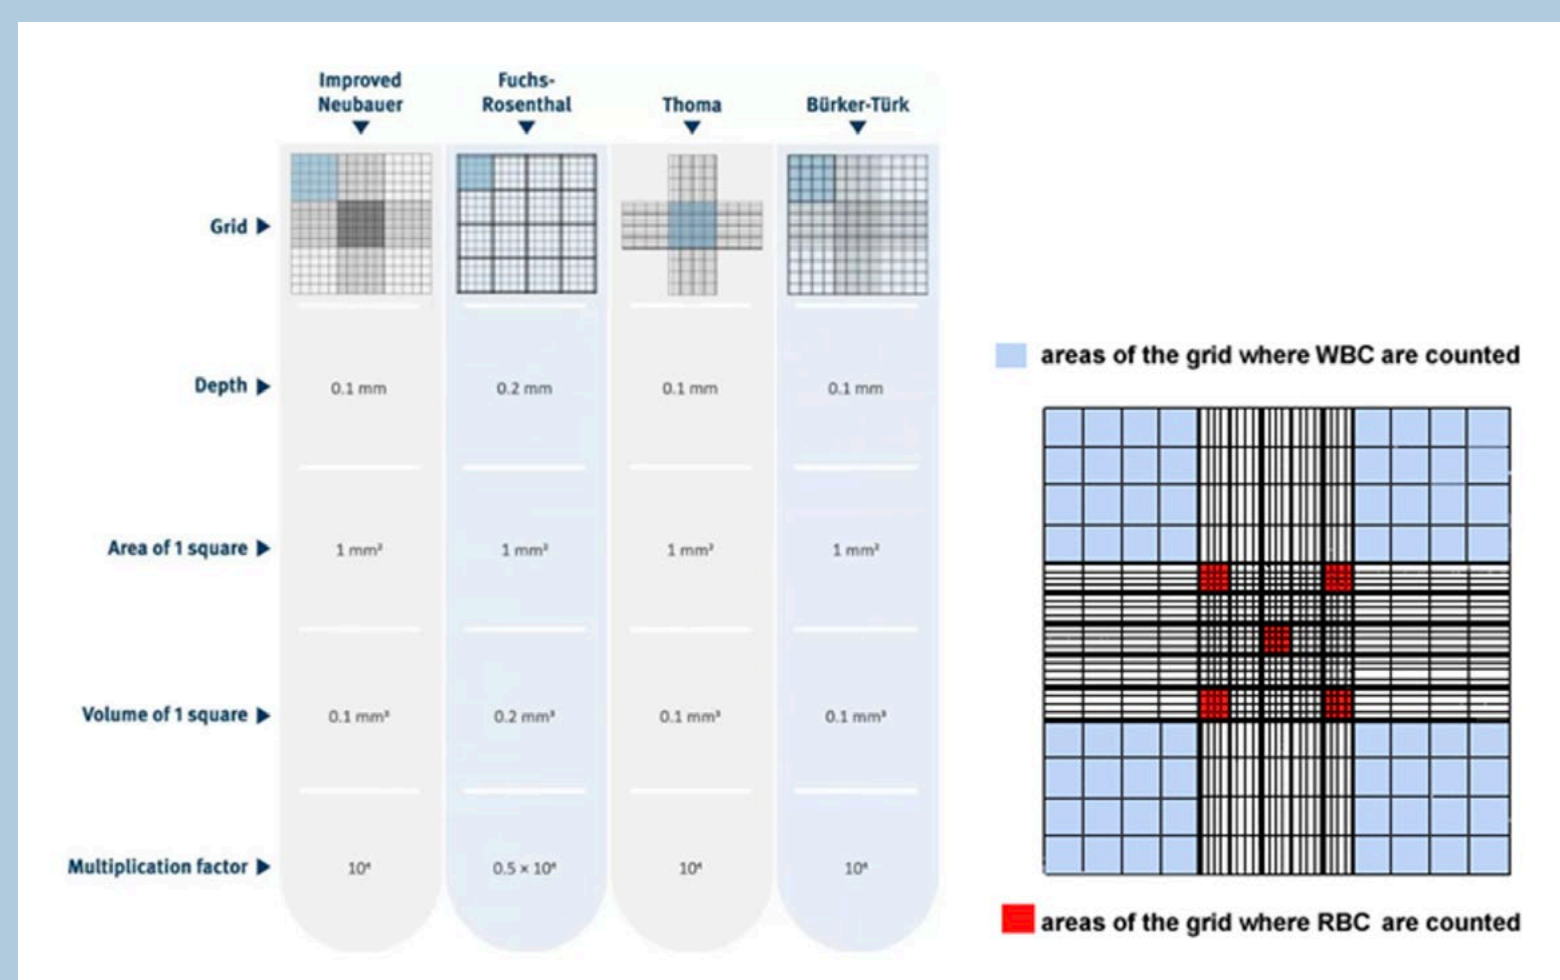 Improved
Neubauer
Fuchs-
Rosenthal
Thoma
Bürker-Türk
Grid
Depth
0.1 mm
0.2 mm
0.1 mm
0.1 mm
Area of 1 square
1 mm²
1 mm²
1 mm²
1 mm²
Volume of 1 square
0.1 mm³
0.2 mm³
0.1 mm³
0.1 mm³
Multiplication factor
10⁴
0.5 × 10⁴
10⁴
10⁴
areas of the grid where WBC are counted
areas of the grid where RBC are counted